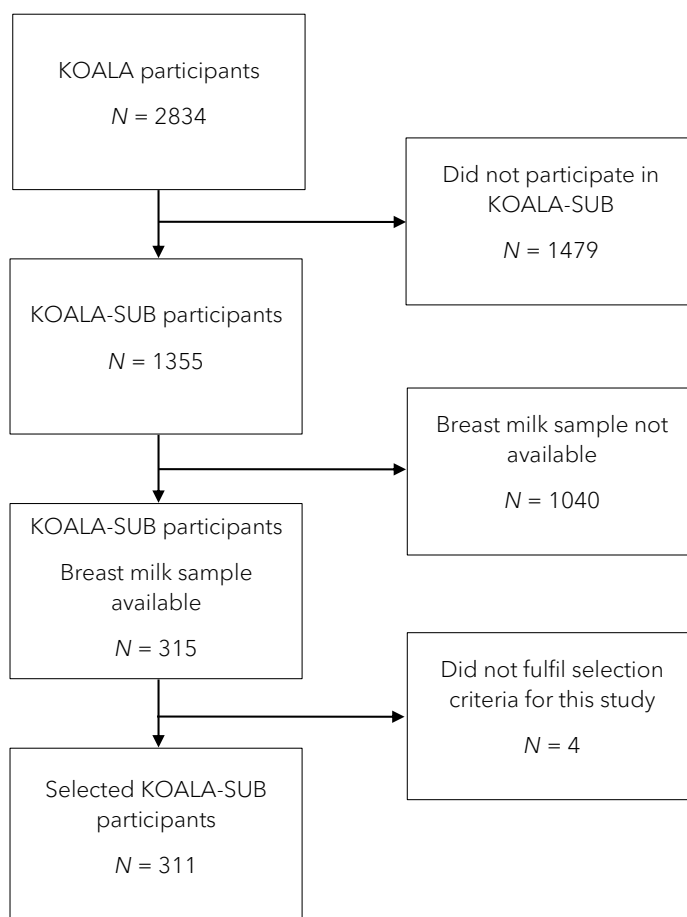 KOALA participants
N = 2834
Did not participate in
KOALA-SUB
N = 1479
KOALA-SUB participants
N = 1355
Breast milk sample not
available
N = 1040
KOALA-SUB participants
Breast milk sample
available
N = 315
Did not fulfil selection
criteria for this study
N = 4
Selected KOALA-SUB
participants
N = 311